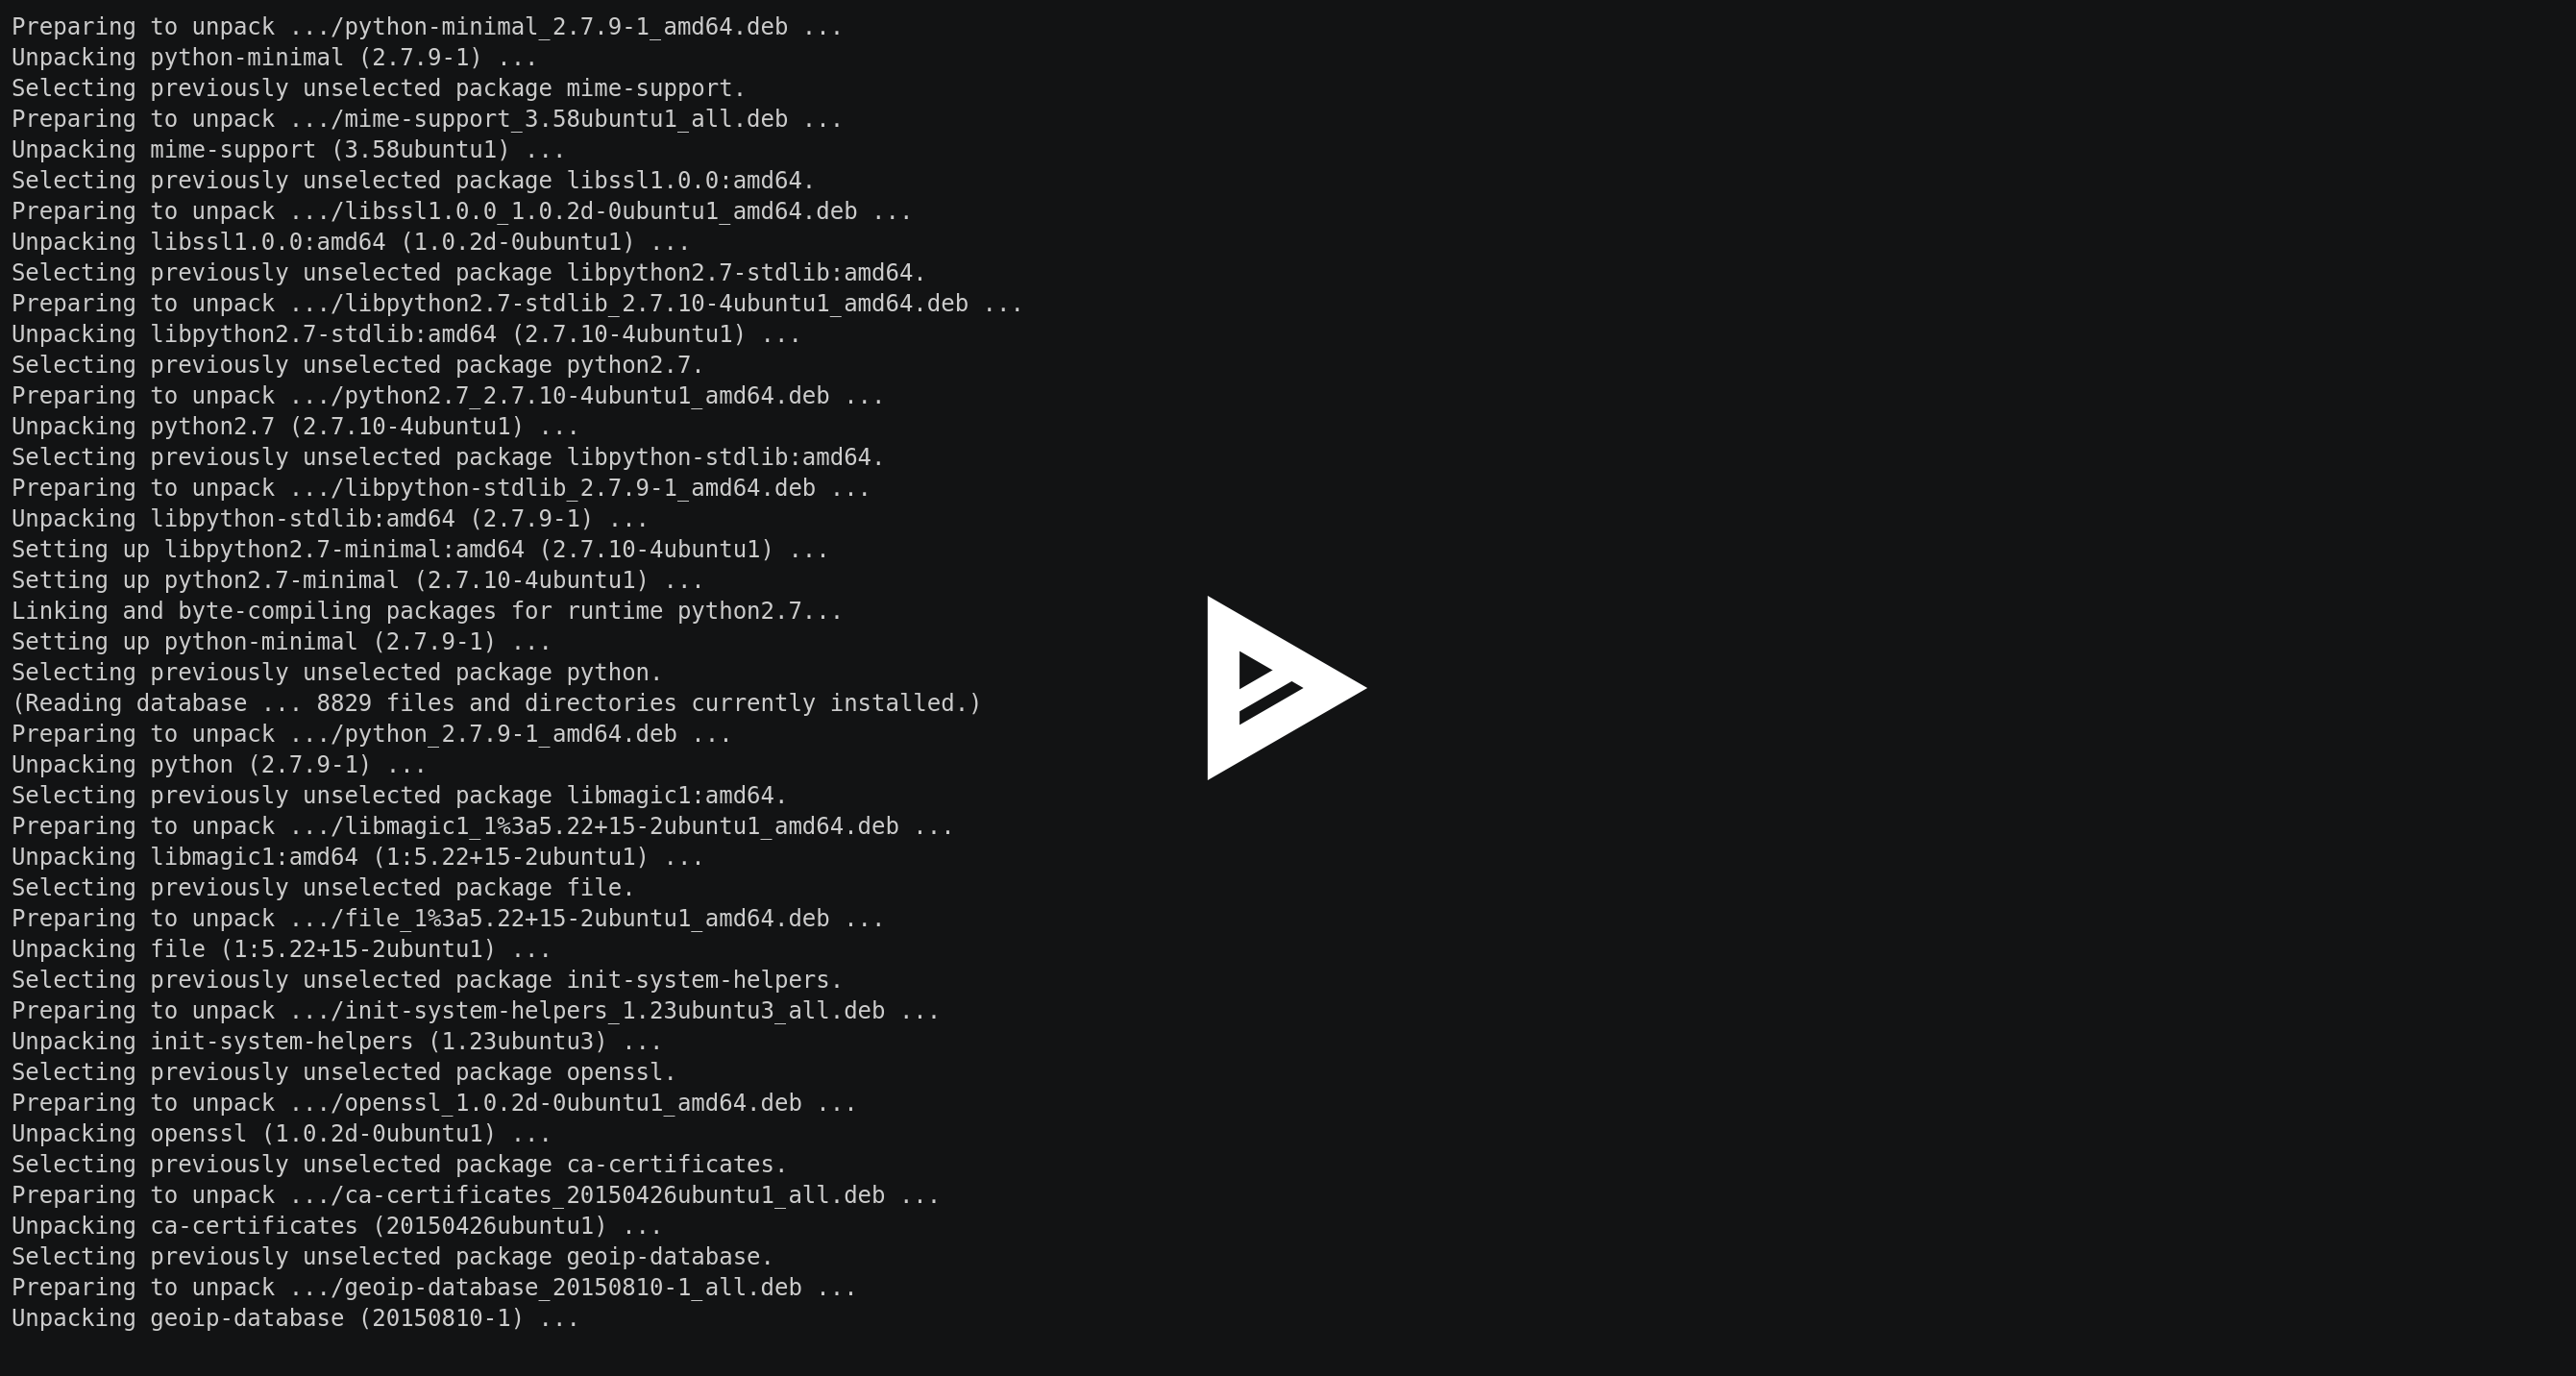 Preparing to unpack .../python-minimal_2.7.9-1_amd64.deb ...
Unpacking python-minimal (2.7.9-1) ...
Selecting previously unselected package mime-support.
Preparing to unpack .../mime-support_3.58ubuntu1_all.deb ...
Unpacking mime-support (3.58ubuntu1) ...
Selecting previously unselected package libssl1.0.0:amd64.
Preparing to unpack .../libssl1.0.0_1.0.2d-0ubuntu1_amd64.deb ...
Unpacking libssl1.0.0:amd64 (1.0.2d-0ubuntu1) ...
Selecting previously unselected package libpython2.7-stdlib:amd64.
Preparing to unpack .../libpython2.7-stdlib_2.7.10-4ubuntu1_amd64.deb ...
Unpacking libpython2.7-stdlib:amd64 (2.7.10-4ubuntu1) ...
Selecting previously unselected package python2.7.
Preparing to unpack .../python2.7_2.7.10-4ubuntu1_amd64.deb ...
Unpacking python2.7 (2.7.10-4ubuntu1) ...
Selecting previously unselected package libpython-stdlib:amd64.
Preparing to unpack .../libpython-stdlib_2.7.9-1_amd64.deb ...
Unpacking libpython-stdlib:amd64 (2.7.9-1) ...
Setting up libpython2.7-minimal:amd64 (2.7.10-4ubuntu1) ...
Setting up python2.7-minimal (2.7.10-4ubuntu1) ...
Linking and byte-compiling packages for runtime python2.7...
Setting up python-minimal (2.7.9-1) ...
Selecting previously unselected package python.
(Reading database ... 8829 files and directories currently installed.)
Preparing to unpack .../python_2.7.9-1_amd64.deb ...
Unpacking python (2.7.9-1) ...
Selecting previously unselected package libmagic1:amd64.
Preparing to unpack .../libmagic1_1%3a5.22+15-2ubuntu1_amd64.deb ...
Unpacking libmagic1:amd64 (1:5.22+15-2ubuntu1) ...
Selecting previously unselected package file.
Preparing to unpack .../file_1%3a5.22+15-2ubuntu1_amd64.deb ...
Unpacking file (1:5.22+15-2ubuntu1) ...
Selecting previously unselected package init-system-helpers.
Preparing to unpack .../init-system-helpers_1.23ubuntu3_all.deb ...
Unpacking init-system-helpers (1.23ubuntu3) ...
Selecting previously unselected package openssl.
Preparing to unpack .../openssl_1.0.2d-0ubuntu1_amd64.deb ...
Unpacking openssl (1.0.2d-0ubuntu1) ...
Selecting previously unselected package ca-certificates.
Preparing to unpack .../ca-certificates_20150426ubuntu1_all.deb ...
Unpacking ca-certificates (20150426ubuntu1) ...
Selecting previously unselected package geoip-database.
Preparing to unpack .../geoip-database_20150810-1_all.deb ...
Unpacking geoip-database (20150810-1) ...